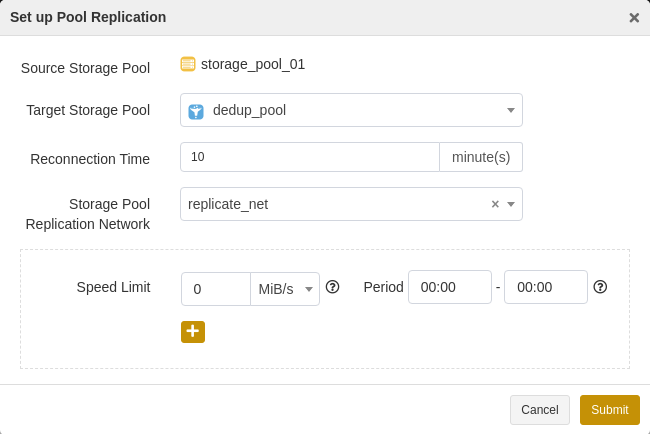 Set up Pool Replication ×
Source Storage Pool storage_pool_01
Target Storage Pool dedup_pool
Reconnection Time 10 minute(s)
Storage Pool
Replication Network replicate_net ×
Speed Limit 0 MiB/s ? Period 00:00 - 00:00 ?
+
Cancel Submit